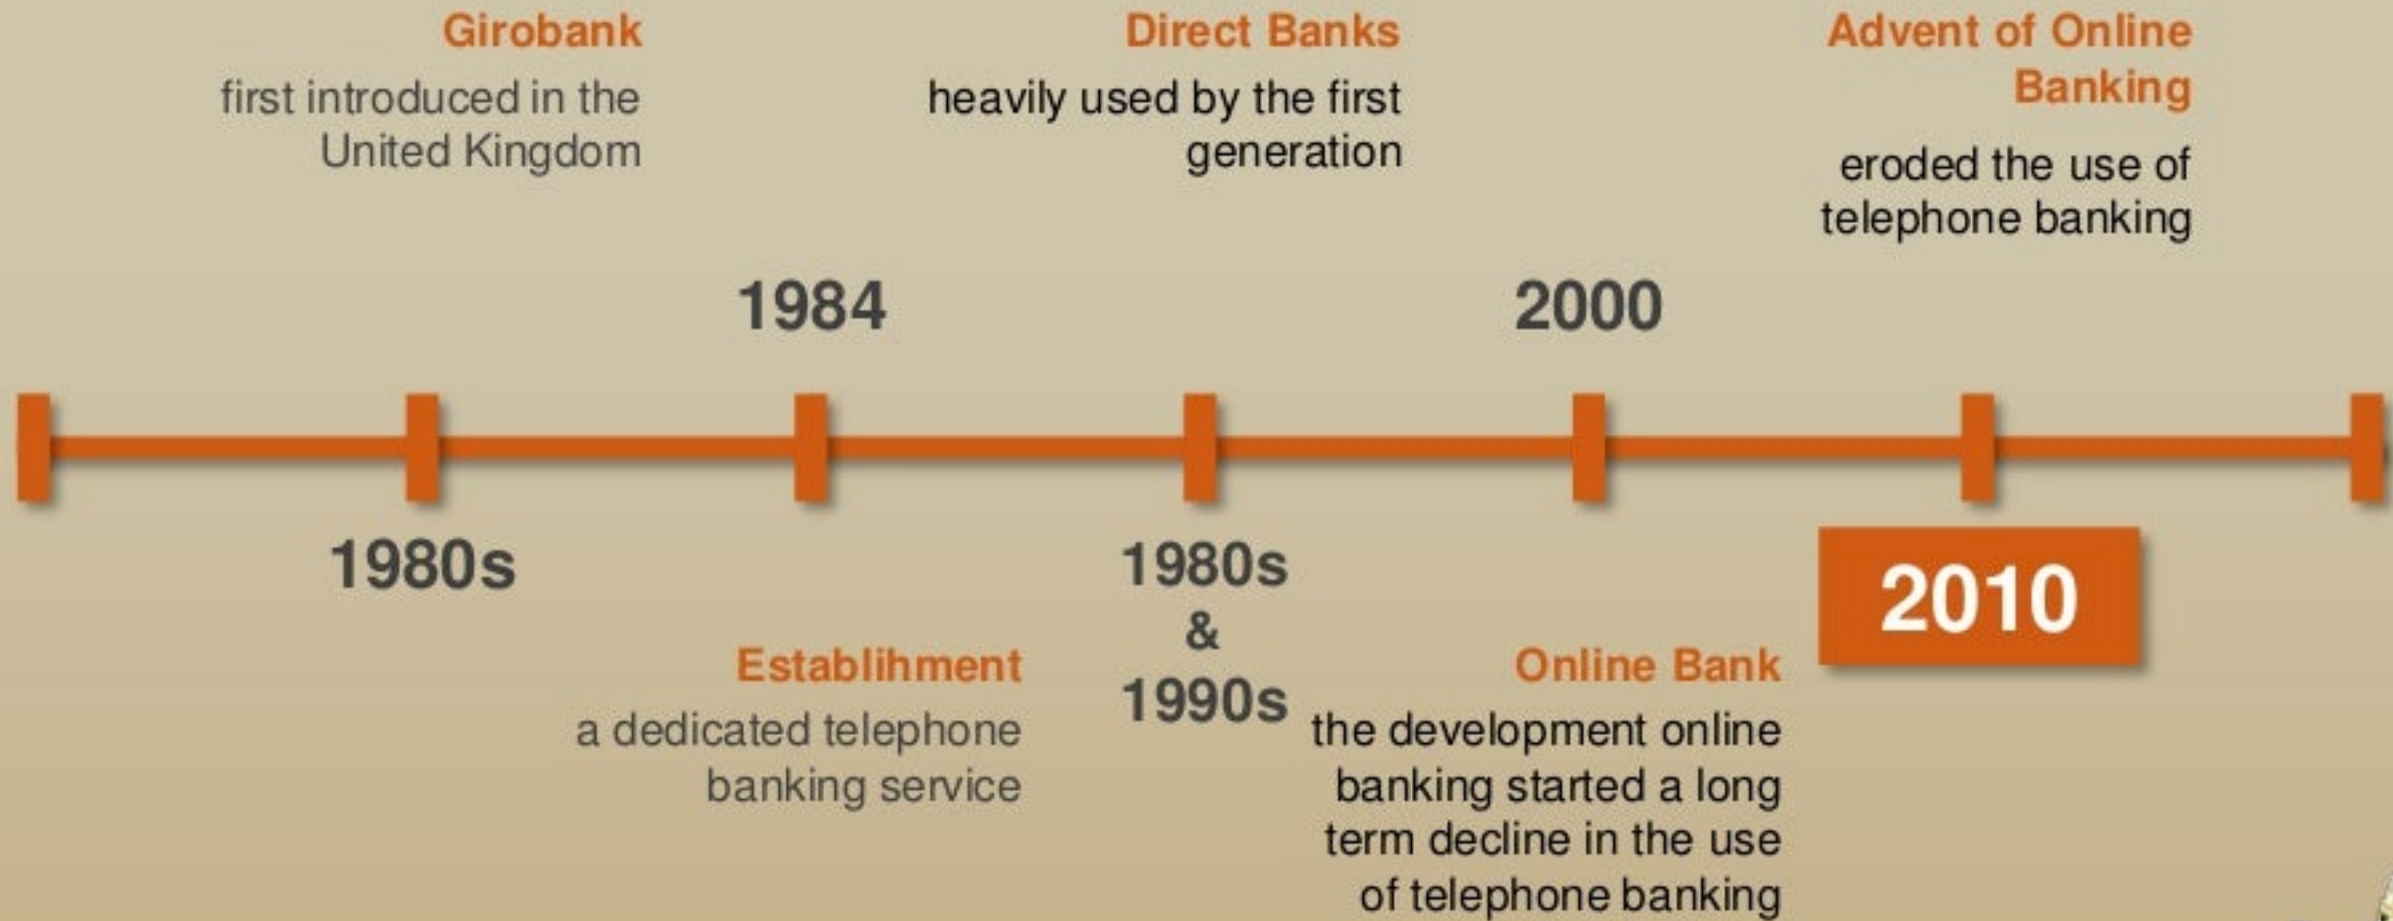 Girobank
first introduced in the
United Kingdom
1980s
1984
Establihment
a dedicated telephone
banking service
Direct Banks
heavily used by the first
generation
1980s
&
1990s
2000
Online Bank
the development online
banking started a long
term decline in the use
of telephone banking
Advent of Online
Banking
eroded the use of
telephone banking
2010